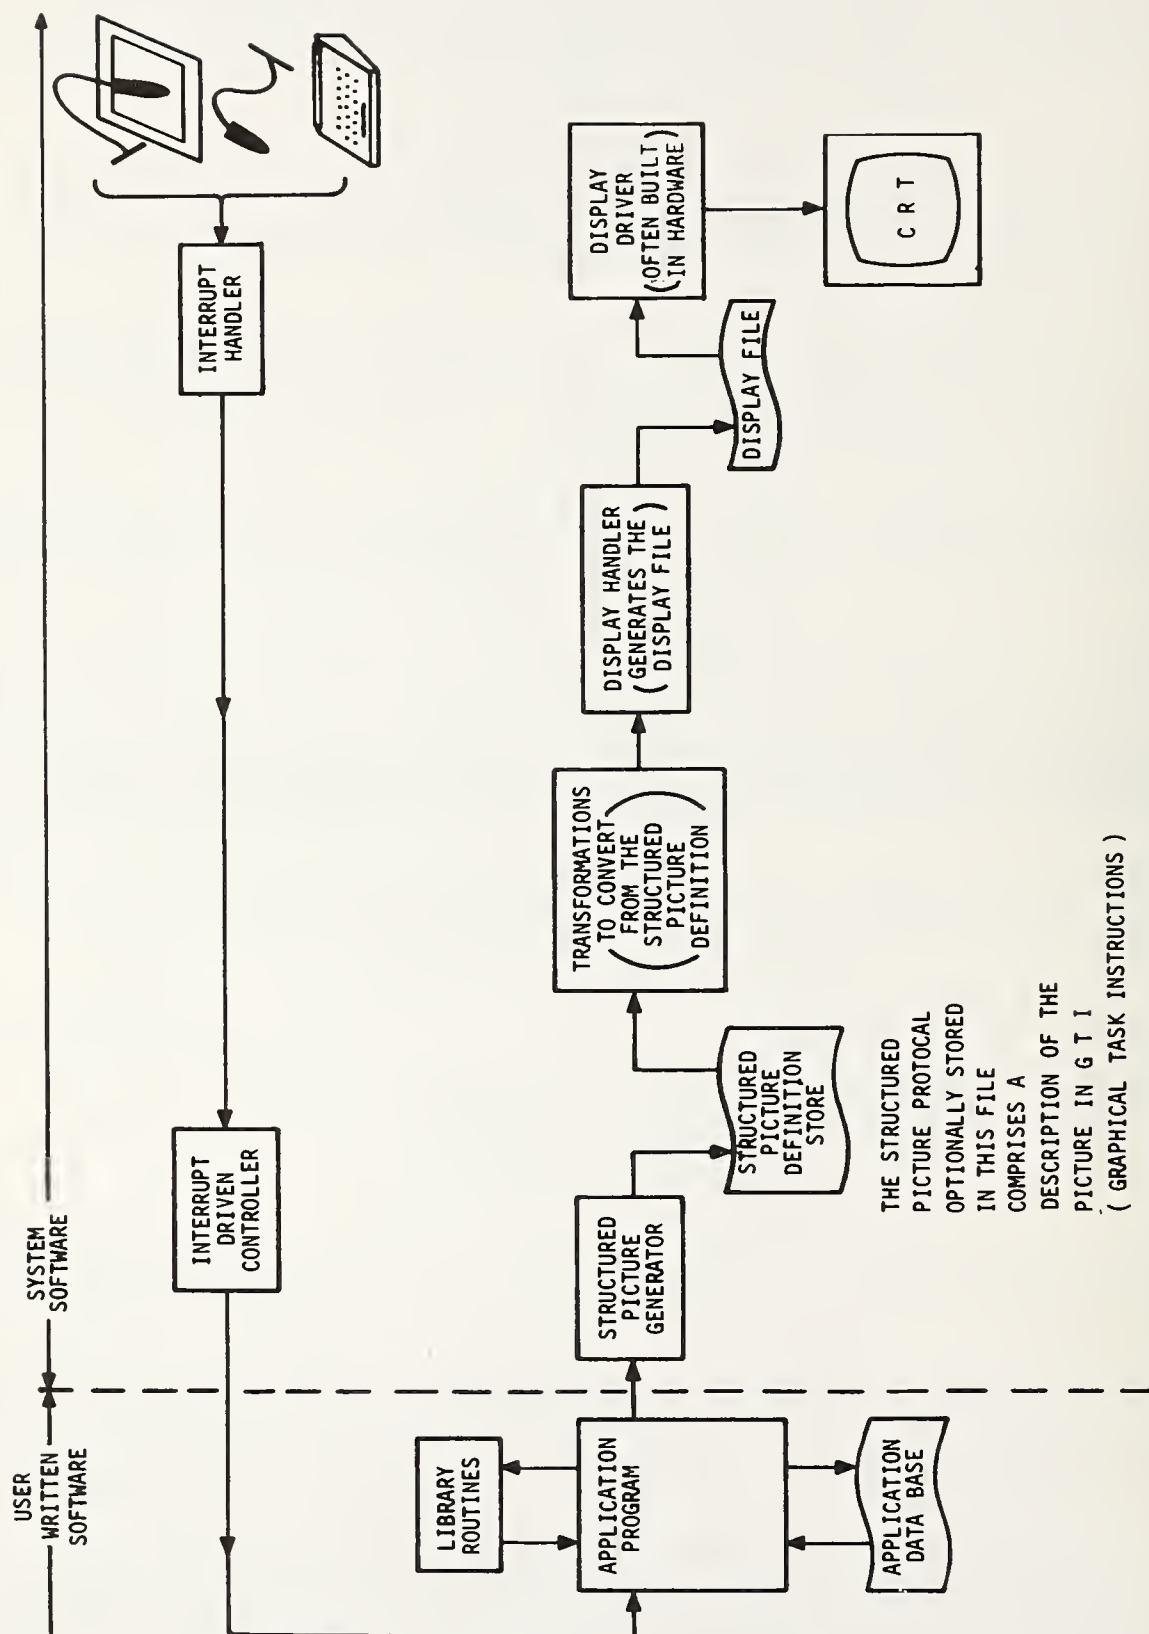 USER
WRITTEN
SOFTWARE
SYSTEM
SOFTWARE
INTERRUPT
DRIVEN
CONTROLLER
INTERRUPT
HANDLER
LIBRARY
ROUTINES
APPLICATION
PROGRAM
APPLICATION
DATA BASE
STRUCTURED
PICTURE
GENERATOR
STRUCTURED
PICTURE
DEFINITION
STORE
TRANSFORMATIONS
( TO CONVERT )
FROM THE
STRUCTURED
PICTURE
DEFINITION
DISPLAY HANDLER
( GENERATES THE )
DISPLAY FILE
DISPLAY FILE
DISPLAY
DRIVER
( OFTEN BUILT )
IN HARDWARE
C R T
THE STRUCTURED
PICTURE PROTOCAL
OPTIONALLY STORED
IN THIS FILE
COMPRISES A
DESCRIPTION OF THE
PICTURE IN G T I
( GRAPHICAL TASK INSTRUCTIONS )